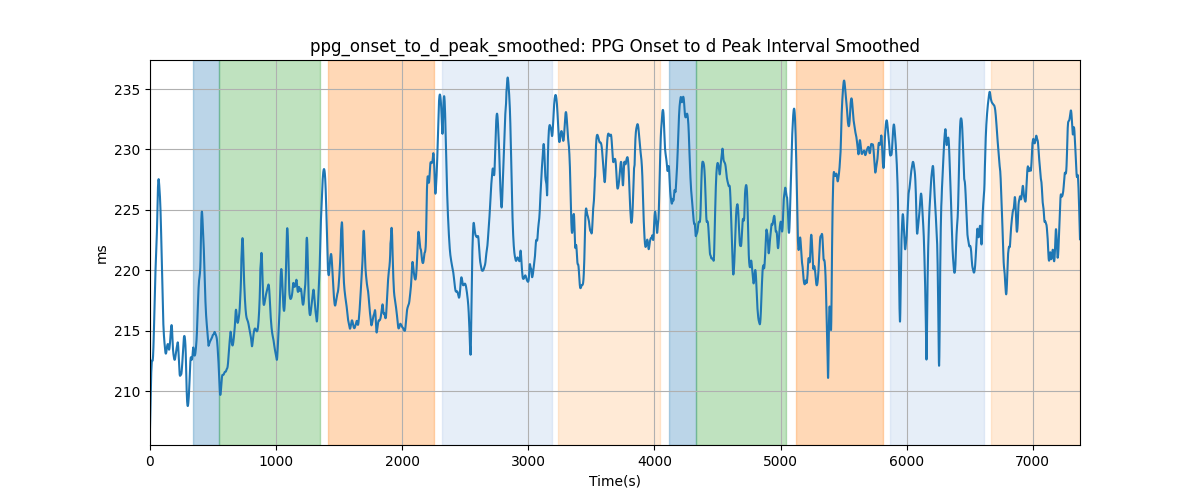 ppg_onset_to_d_peak_smoothed: PPG Onset to d Peak Interval Smoothed
235
230
225
220
215
210
ms
0 1000 2000 3000 4000 5000 6000 7000
Time(s)